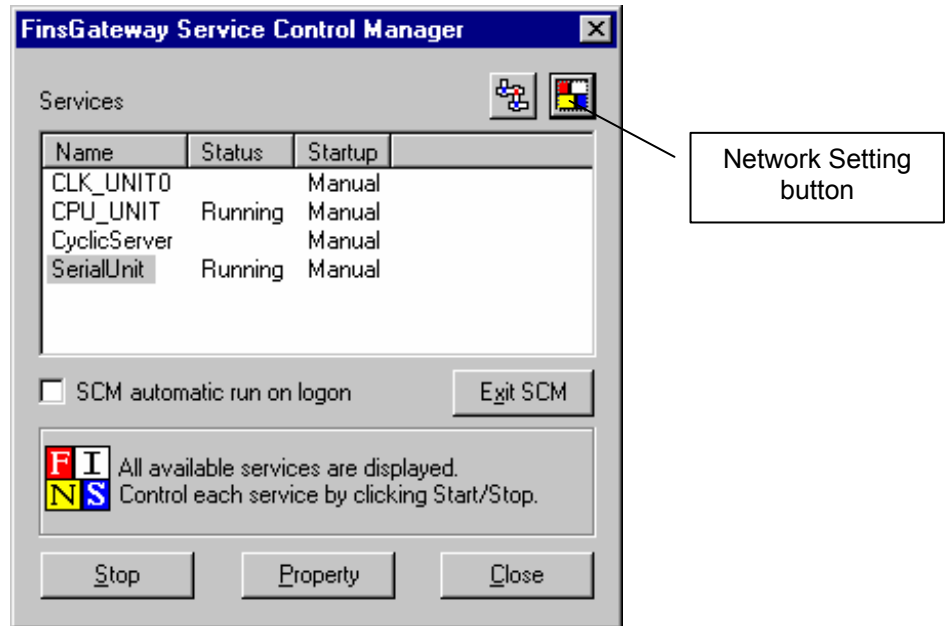 FinsGateway Service Control Manager
Services
Network Setting
button
Name Status Startup
CLK_UNIT0 Manual
CPU_UNIT Running Manual
CyclicServer Manual
SerialUnit Running Manual
SCM automatic run on logon
Exit SCM
F I
N S
All available services are displayed.
Control each service by clicking Start/Stop.
Stop Property Close